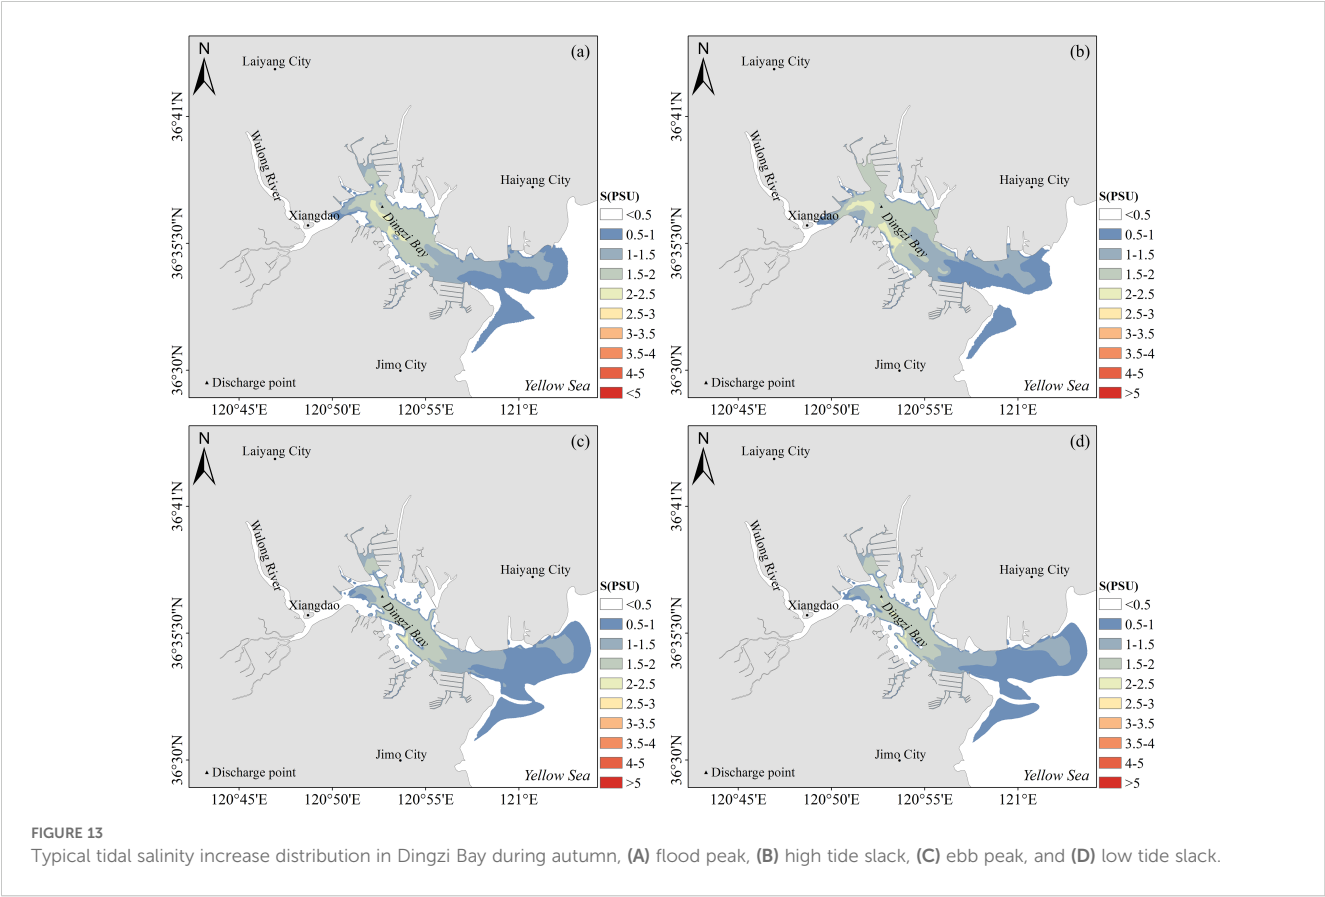 N
(a)
Laiyang City
36°41'N
Wulong River
Haiyang City
S(PSU)
Xiangdao
<0.5
Dingzi Bay
0.5-1
36°35'30"N
1-1.5
1.5-2
2-2.5
2.5-3
3-3.5
3.5-4
36°30'N
Jimo City
4-5
Discharge point
Yellow Sea
<5
120°45'E
120°50'E
120°55'E
121°E
N
(b)
Laiyang City
36°41'N
Wulong River
Haiyang City
S(PSU)
Xiangdao
<0.5
Dingzi Bay
0.5-1
36°35'30"N
1-1.5
1.5-2
2-2.5
2.5-3
3-3.5
3.5-4
36°30'N
Jimo City
4-5
Discharge point
Yellow Sea
>5
120°45'E
120°50'E
120°55'E
121°E
N
(c)
Laiyang City
36°41'N
Wulong River
Haiyang City
S(PSU)
Xiangdao
<0.5
Dingzi Bay
0.5-1
36°35'30"N
1-1.5
1.5-2
2-2.5
2.5-3
3-3.5
3.5-4
36°30'N
Jimo City
4-5
Discharge point
Yellow Sea
>5
120°45'E
120°50'E
120°55'E
121°E
N
(d)
Laiyang City
36°41'N
Wulong River
Haiyang City
S(PSU)
Xiangdao
<0.5
Dingzi Bay
0.5-1
36°35'30"N
1-1.5
1.5-2
2-2.5
2.5-3
3-3.5
3.5-4
36°30'N
Jimo City
4-5
Discharge point
Yellow Sea
>5
120°45'E
120°50'E
120°55'E
121°E
FIGURE 13
Typical tidal salinity increase distribution in Dingzi Bay during autumn, (A) flood peak, (B) high tide slack, (C) ebb peak, and (D) low tide slack.